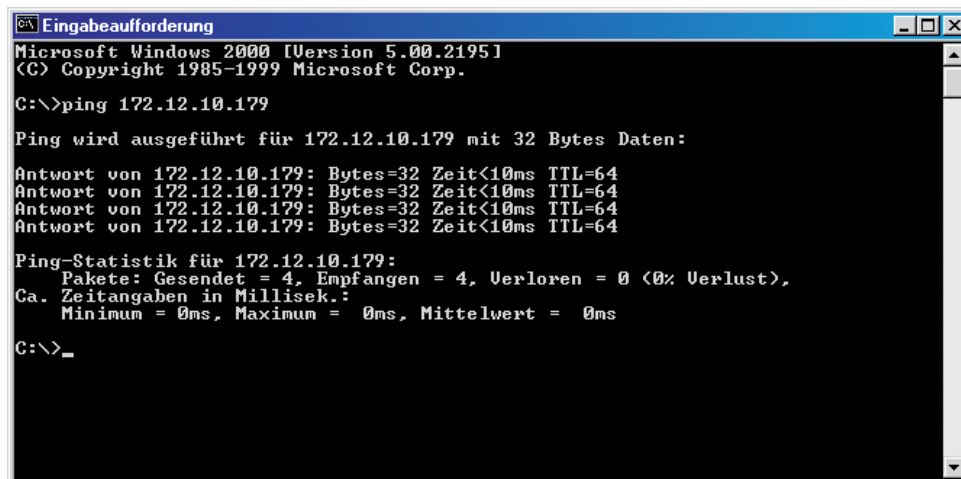 Eingabeaufforderung
Microsoft Windows 2000 [Version 5.00.2195]
(C) Copyright 1985-1999 Microsoft Corp.
C:\>ping 172.12.10.179
Ping wird ausgeführt für 172.12.10.179 mit 32 Bytes Daten:
Antwort von 172.12.10.179: Bytes=32 Zeit<10ms TTL=64
Antwort von 172.12.10.179: Bytes=32 Zeit<10ms TTL=64
Antwort von 172.12.10.179: Bytes=32 Zeit<10ms TTL=64
Antwort von 172.12.10.179: Bytes=32 Zeit<10ms TTL=64
Ping-Statistik für 172.12.10.179:
Pakete: Gesendet = 4, Empfangen = 4, Verloren = 0 (0% Verlust),
Ca. Zeitangaben in Millisek.:
Minimum = 0ms, Maximum =  0ms, Mittelwert =  0ms
C:\>_